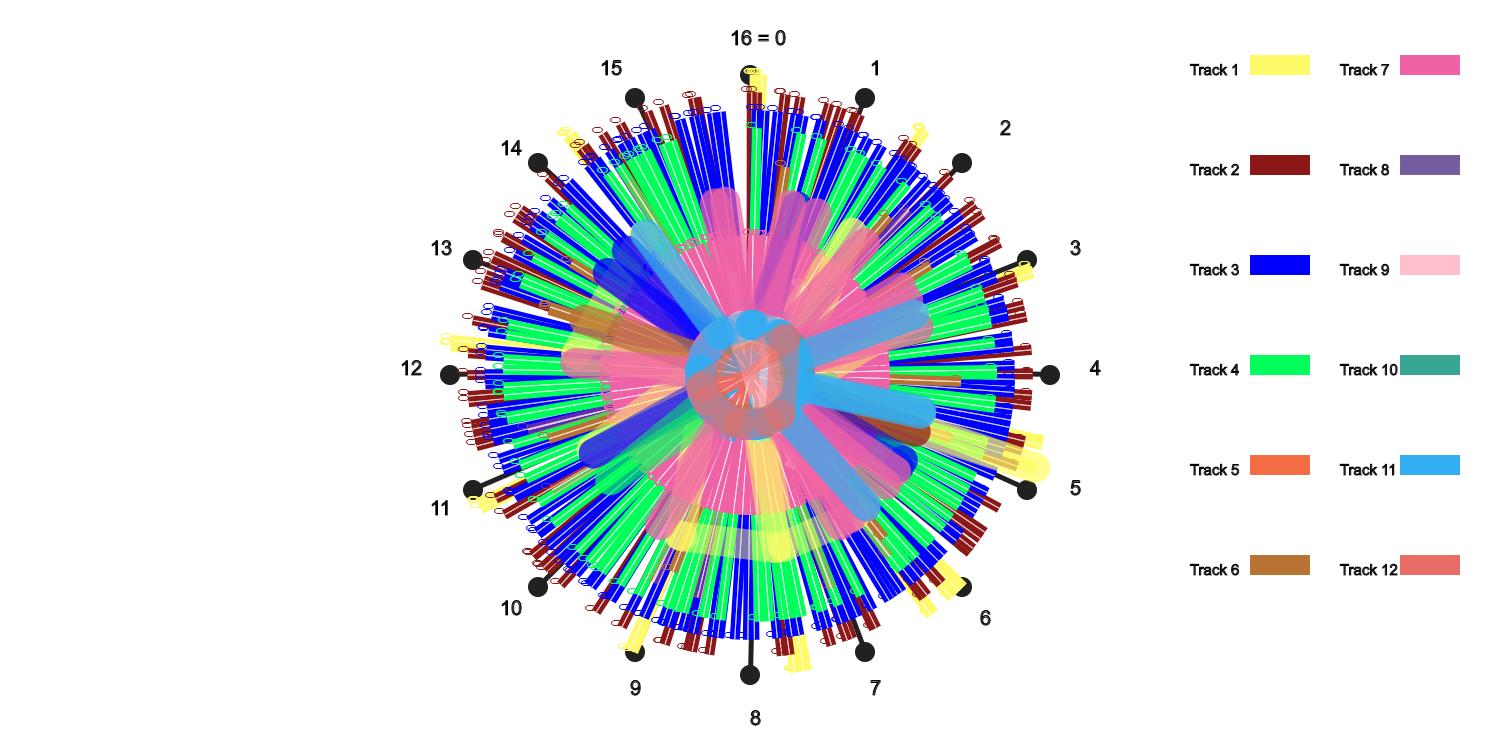 16 = 0
15
1
14
2
13
3
12
4
11
5
10
6
9
7
8
Track 1
Track 7
Track 2
Track 8
Track 3
Track 9
Track 4
Track 10
Track 5
Track 11
Track 6
Track 12